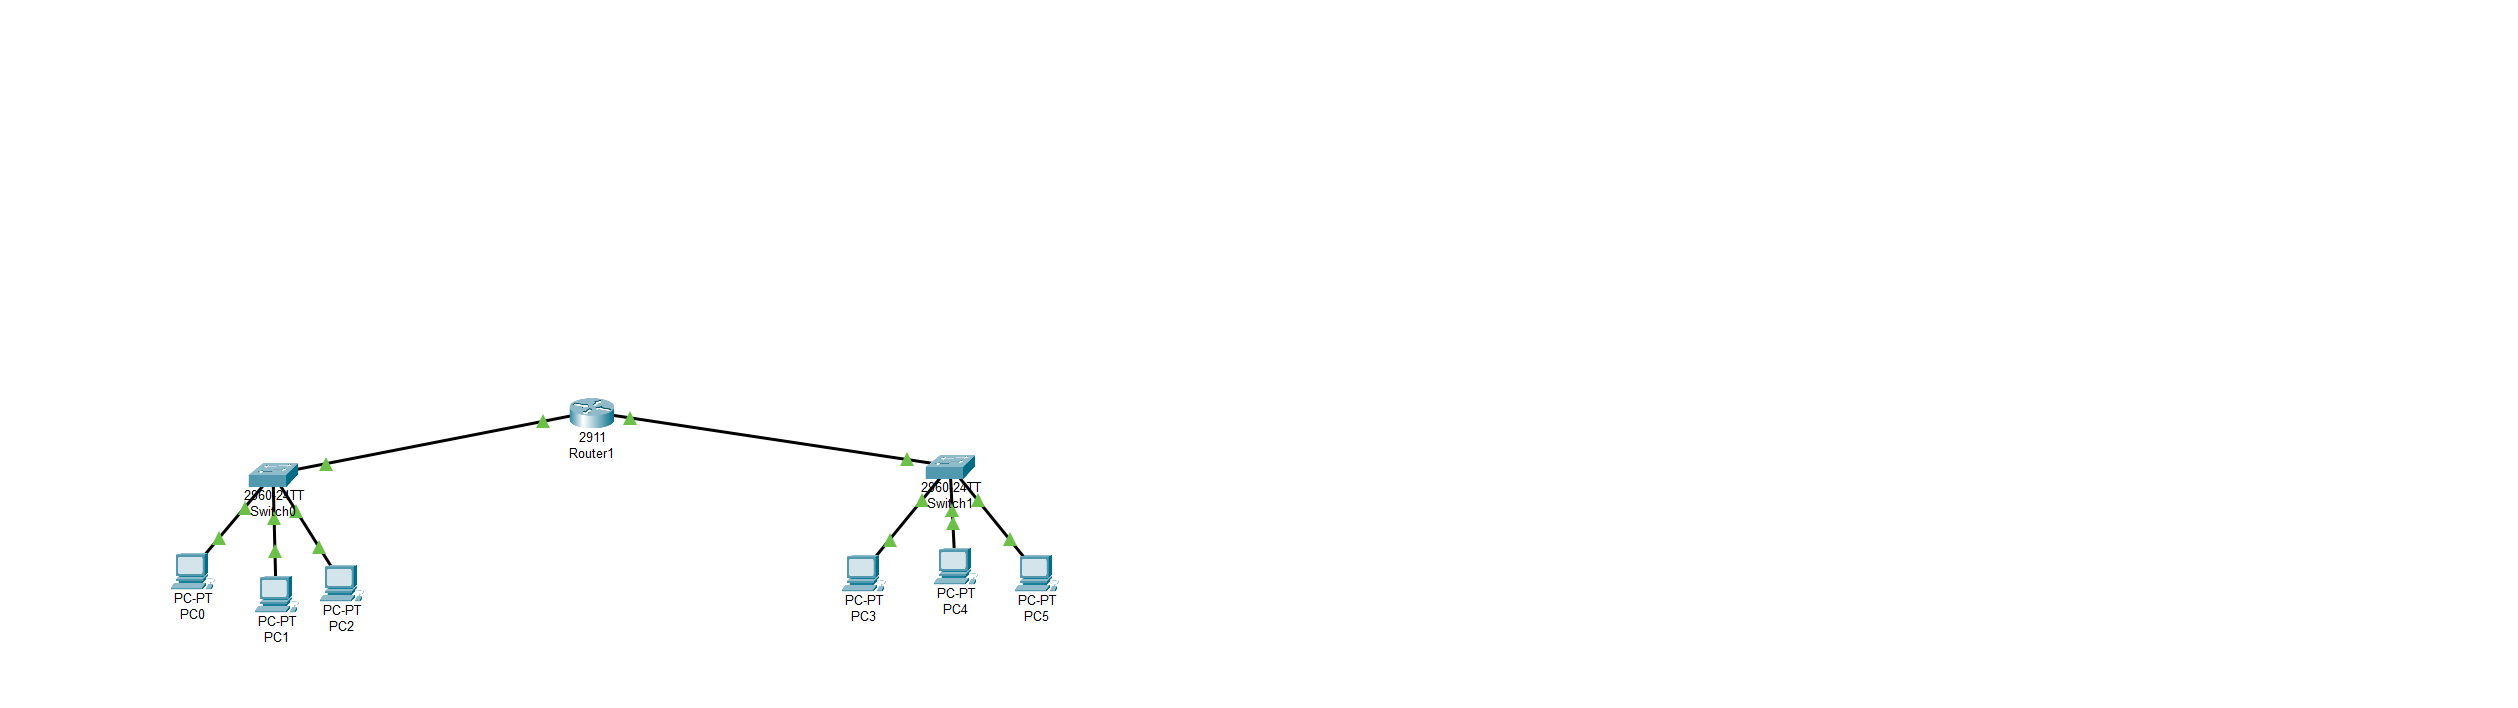 2911
Router1
2960-24TT
Switch0
2960-24TT
Switch1
PC-PT
PC0
PC-PT
PC1
PC-PT
PC2
PC-PT
PC3
PC-PT
PC4
PC-PT
PC5